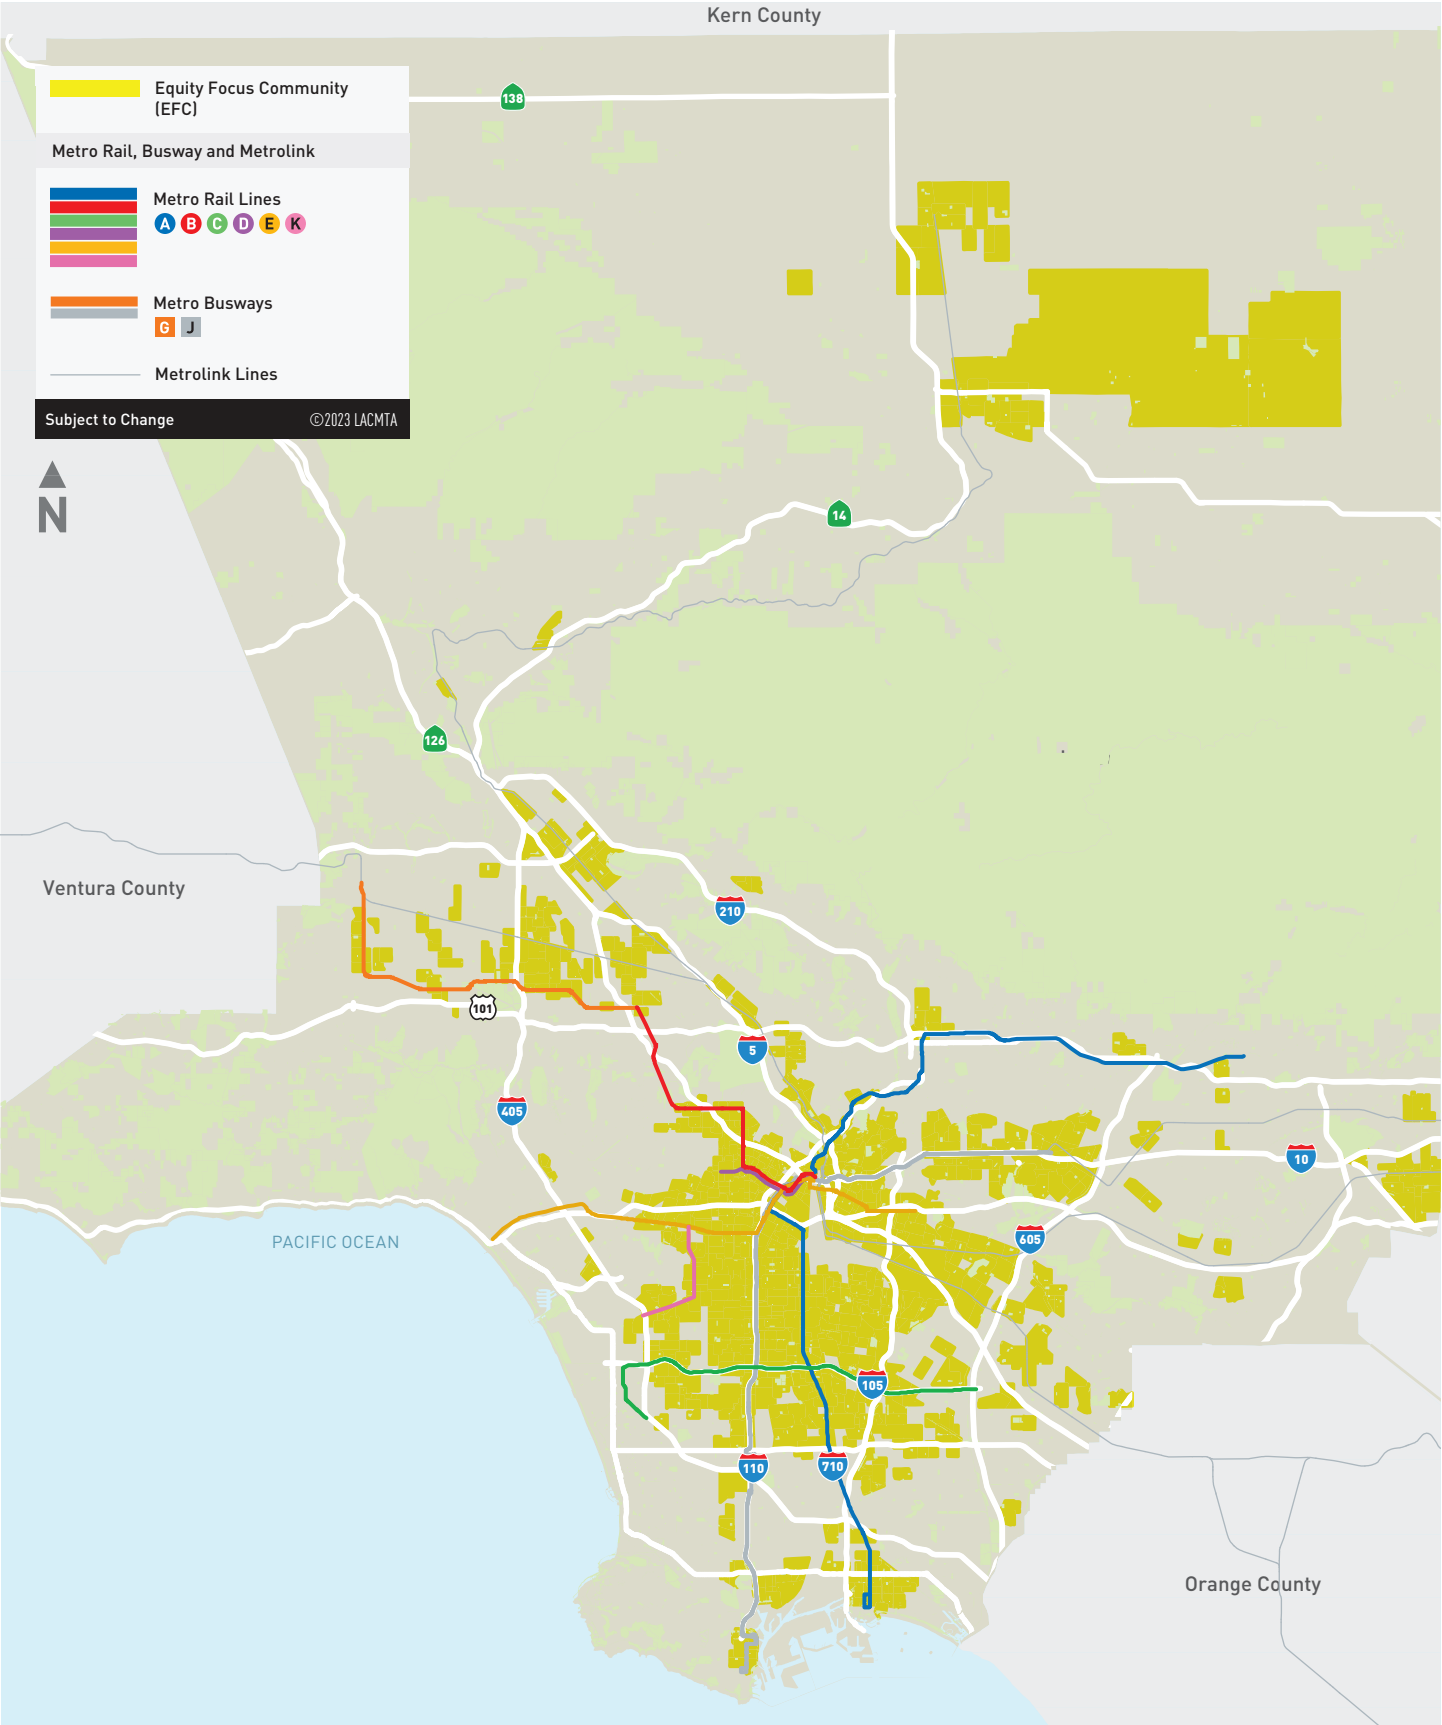 Kern County
Equity Focus Community
(EFC)
138
Metro Rail, Busway and Metrolink
Metro Rail Lines
A B C D E K
Metro Busways
G J
Metrolink Lines
Subject to Change
©2023 LACMTA
N
14
126
Ventura County
210
101
5
405
10
PACIFIC OCEAN
605
105
110
710
Orange County